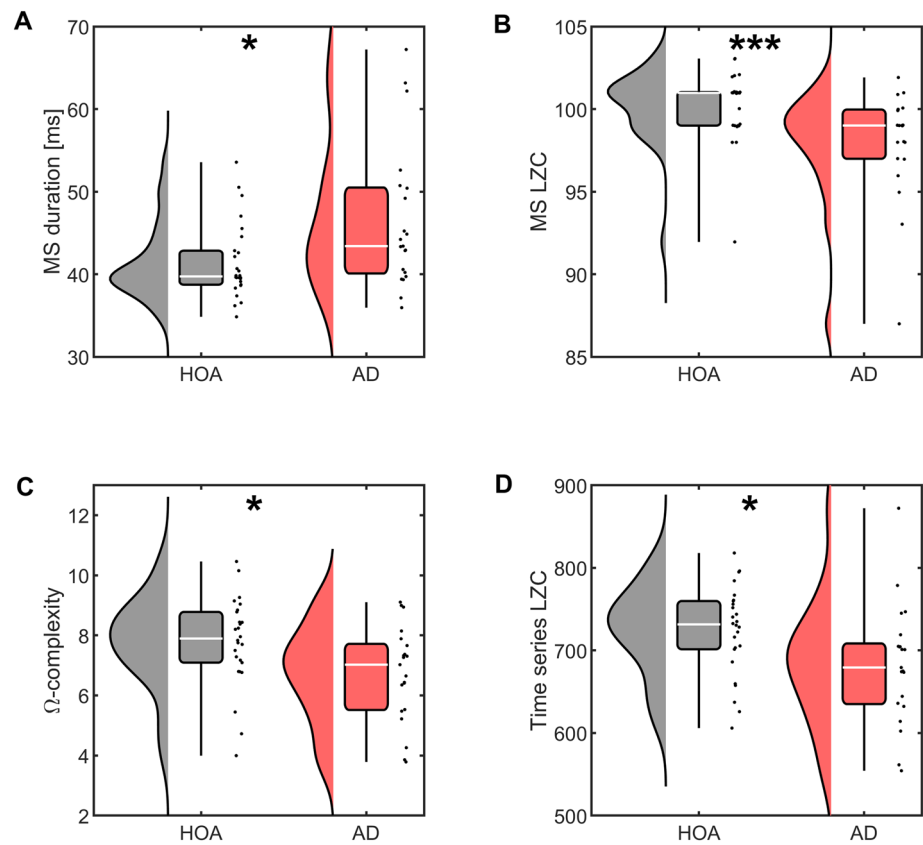 A
*
MS duration [ms]
70
60
50
40
30
HOA
AD
B
***
MS LZC
105
100
95
90
85
HOA
AD
C
*
Ω-complexity
12
10
8
6
4
2
HOA
AD
D
*
Time series LZC
900
800
700
600
500
HOA
AD